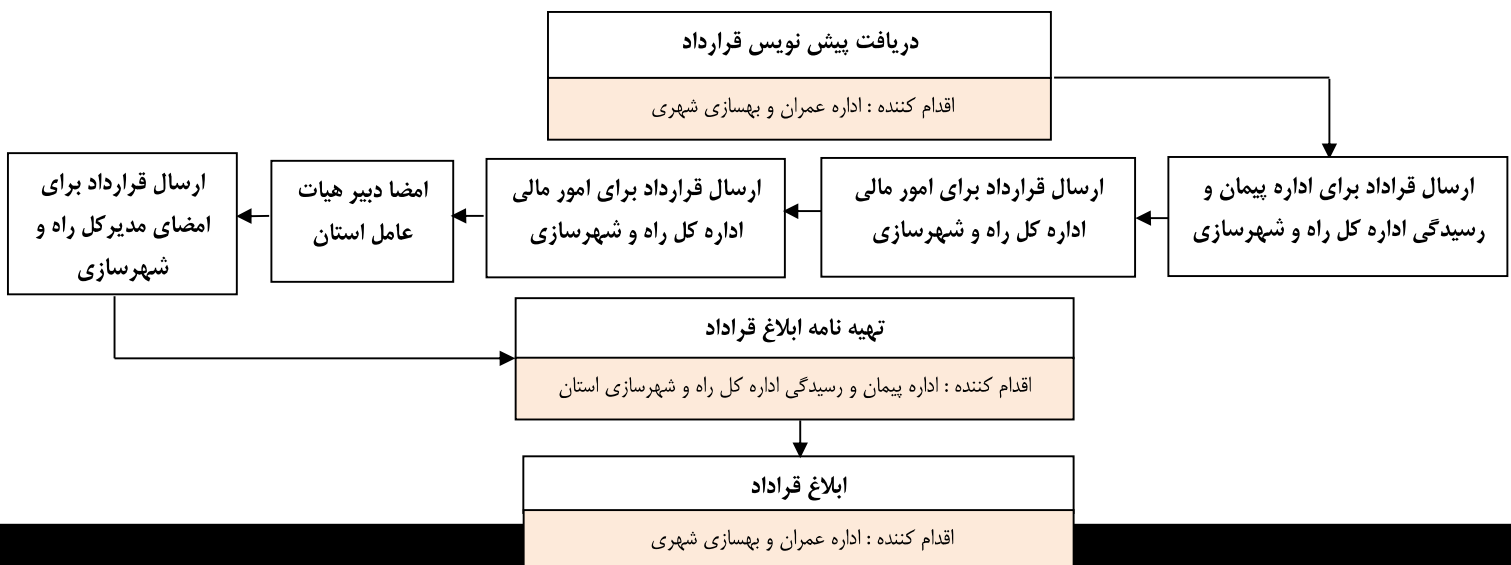 دریافت پیش نویس قرارداد
اقدام کننده : اداره عمران و بهسازی شهری
ارسال قراداد برای اداره پیمان و
رسیدگی اداره کل راه و شهرسازی
ارسال قرارداد برای امور مالی
اداره کل راه و شهرسازی
ارسال قرارداد برای امور مالی
اداره کل راه و شهرسازی
امضا دبیر هیات
عامل استان
ارسال قرارداد برای
امضای مدیرکل راه و
شهرسازی
تهیه نامه ابلاغ قراداد
اقدام کننده : اداره پیمان و رسیدگی اداره کل راه و شهرسازی استان
ابلاغ قراداد
اقدام کننده : اداره عمران و بهسازی شهری